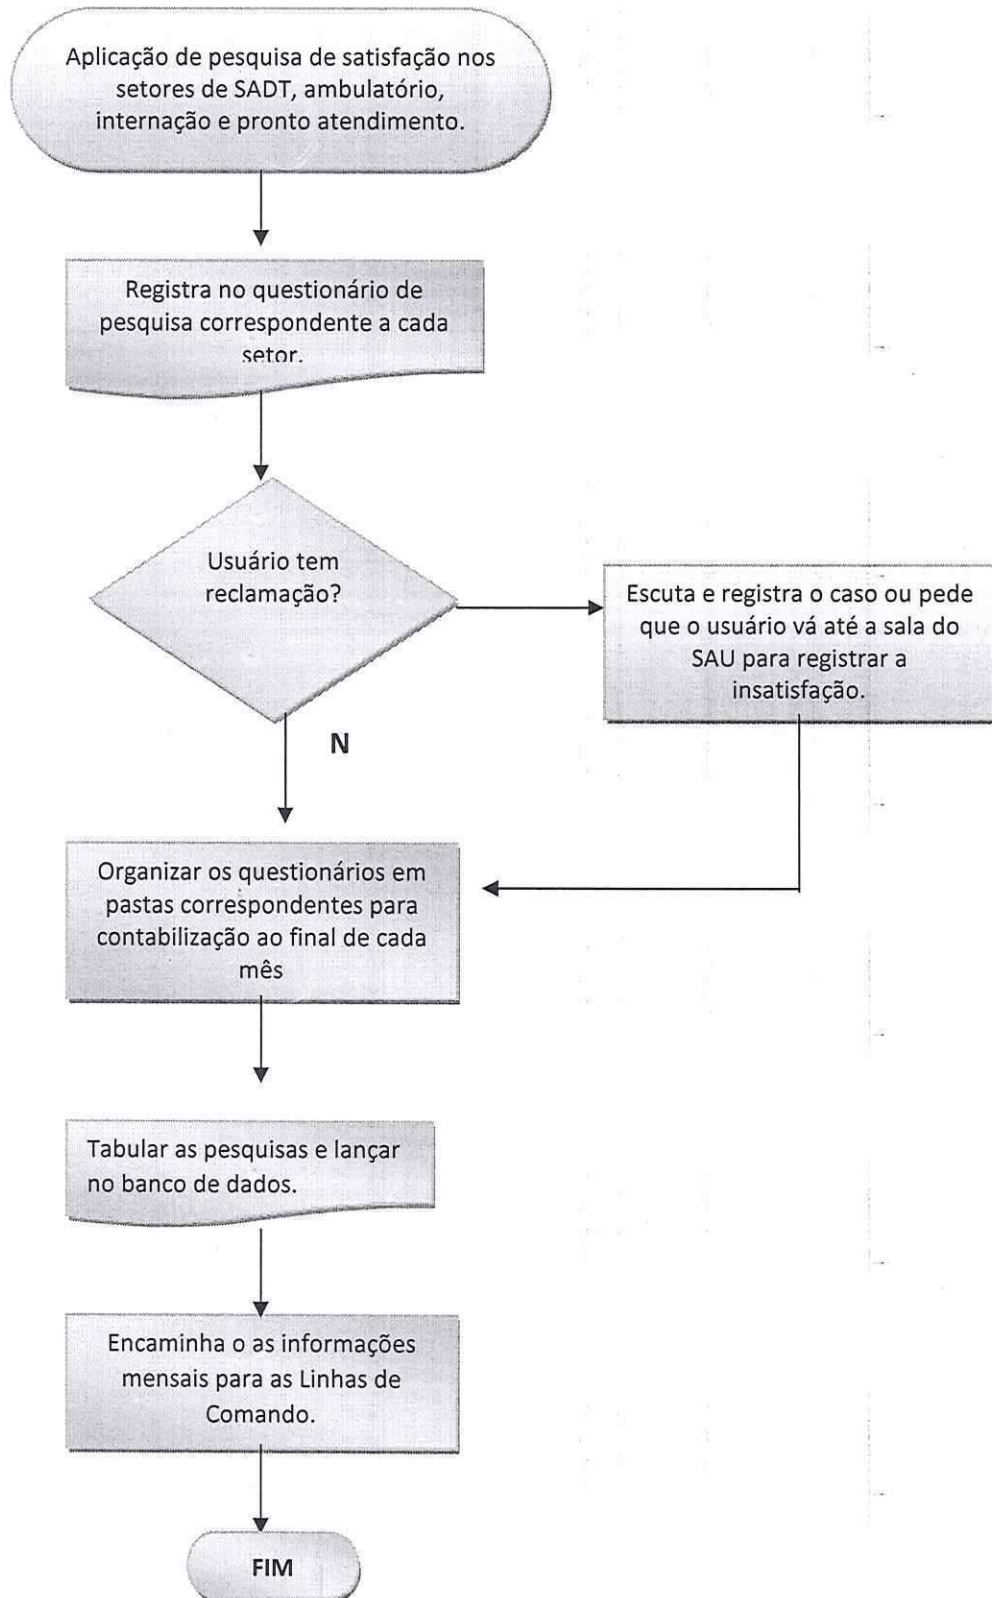 Aplicação de pesquisa de satisfação nos
setores de SADT, ambulatório,
internação e pronto atendimento.
Registra no questionário de
pesquisa correspondente a cada
setor.
Usuário tem
reclamação?
Escuta e registra o caso ou pede
que o usuário vá até a sala do
SAU para registrar a
insatisfação.
N
Organizar os questionários em
pastas correspondentes para
contabilização ao final de cada
mês
Tabular as pesquisas e lançar
no banco de dados.
Encaminha o as informações
mensais para as Linhas de
Comando.
FIM